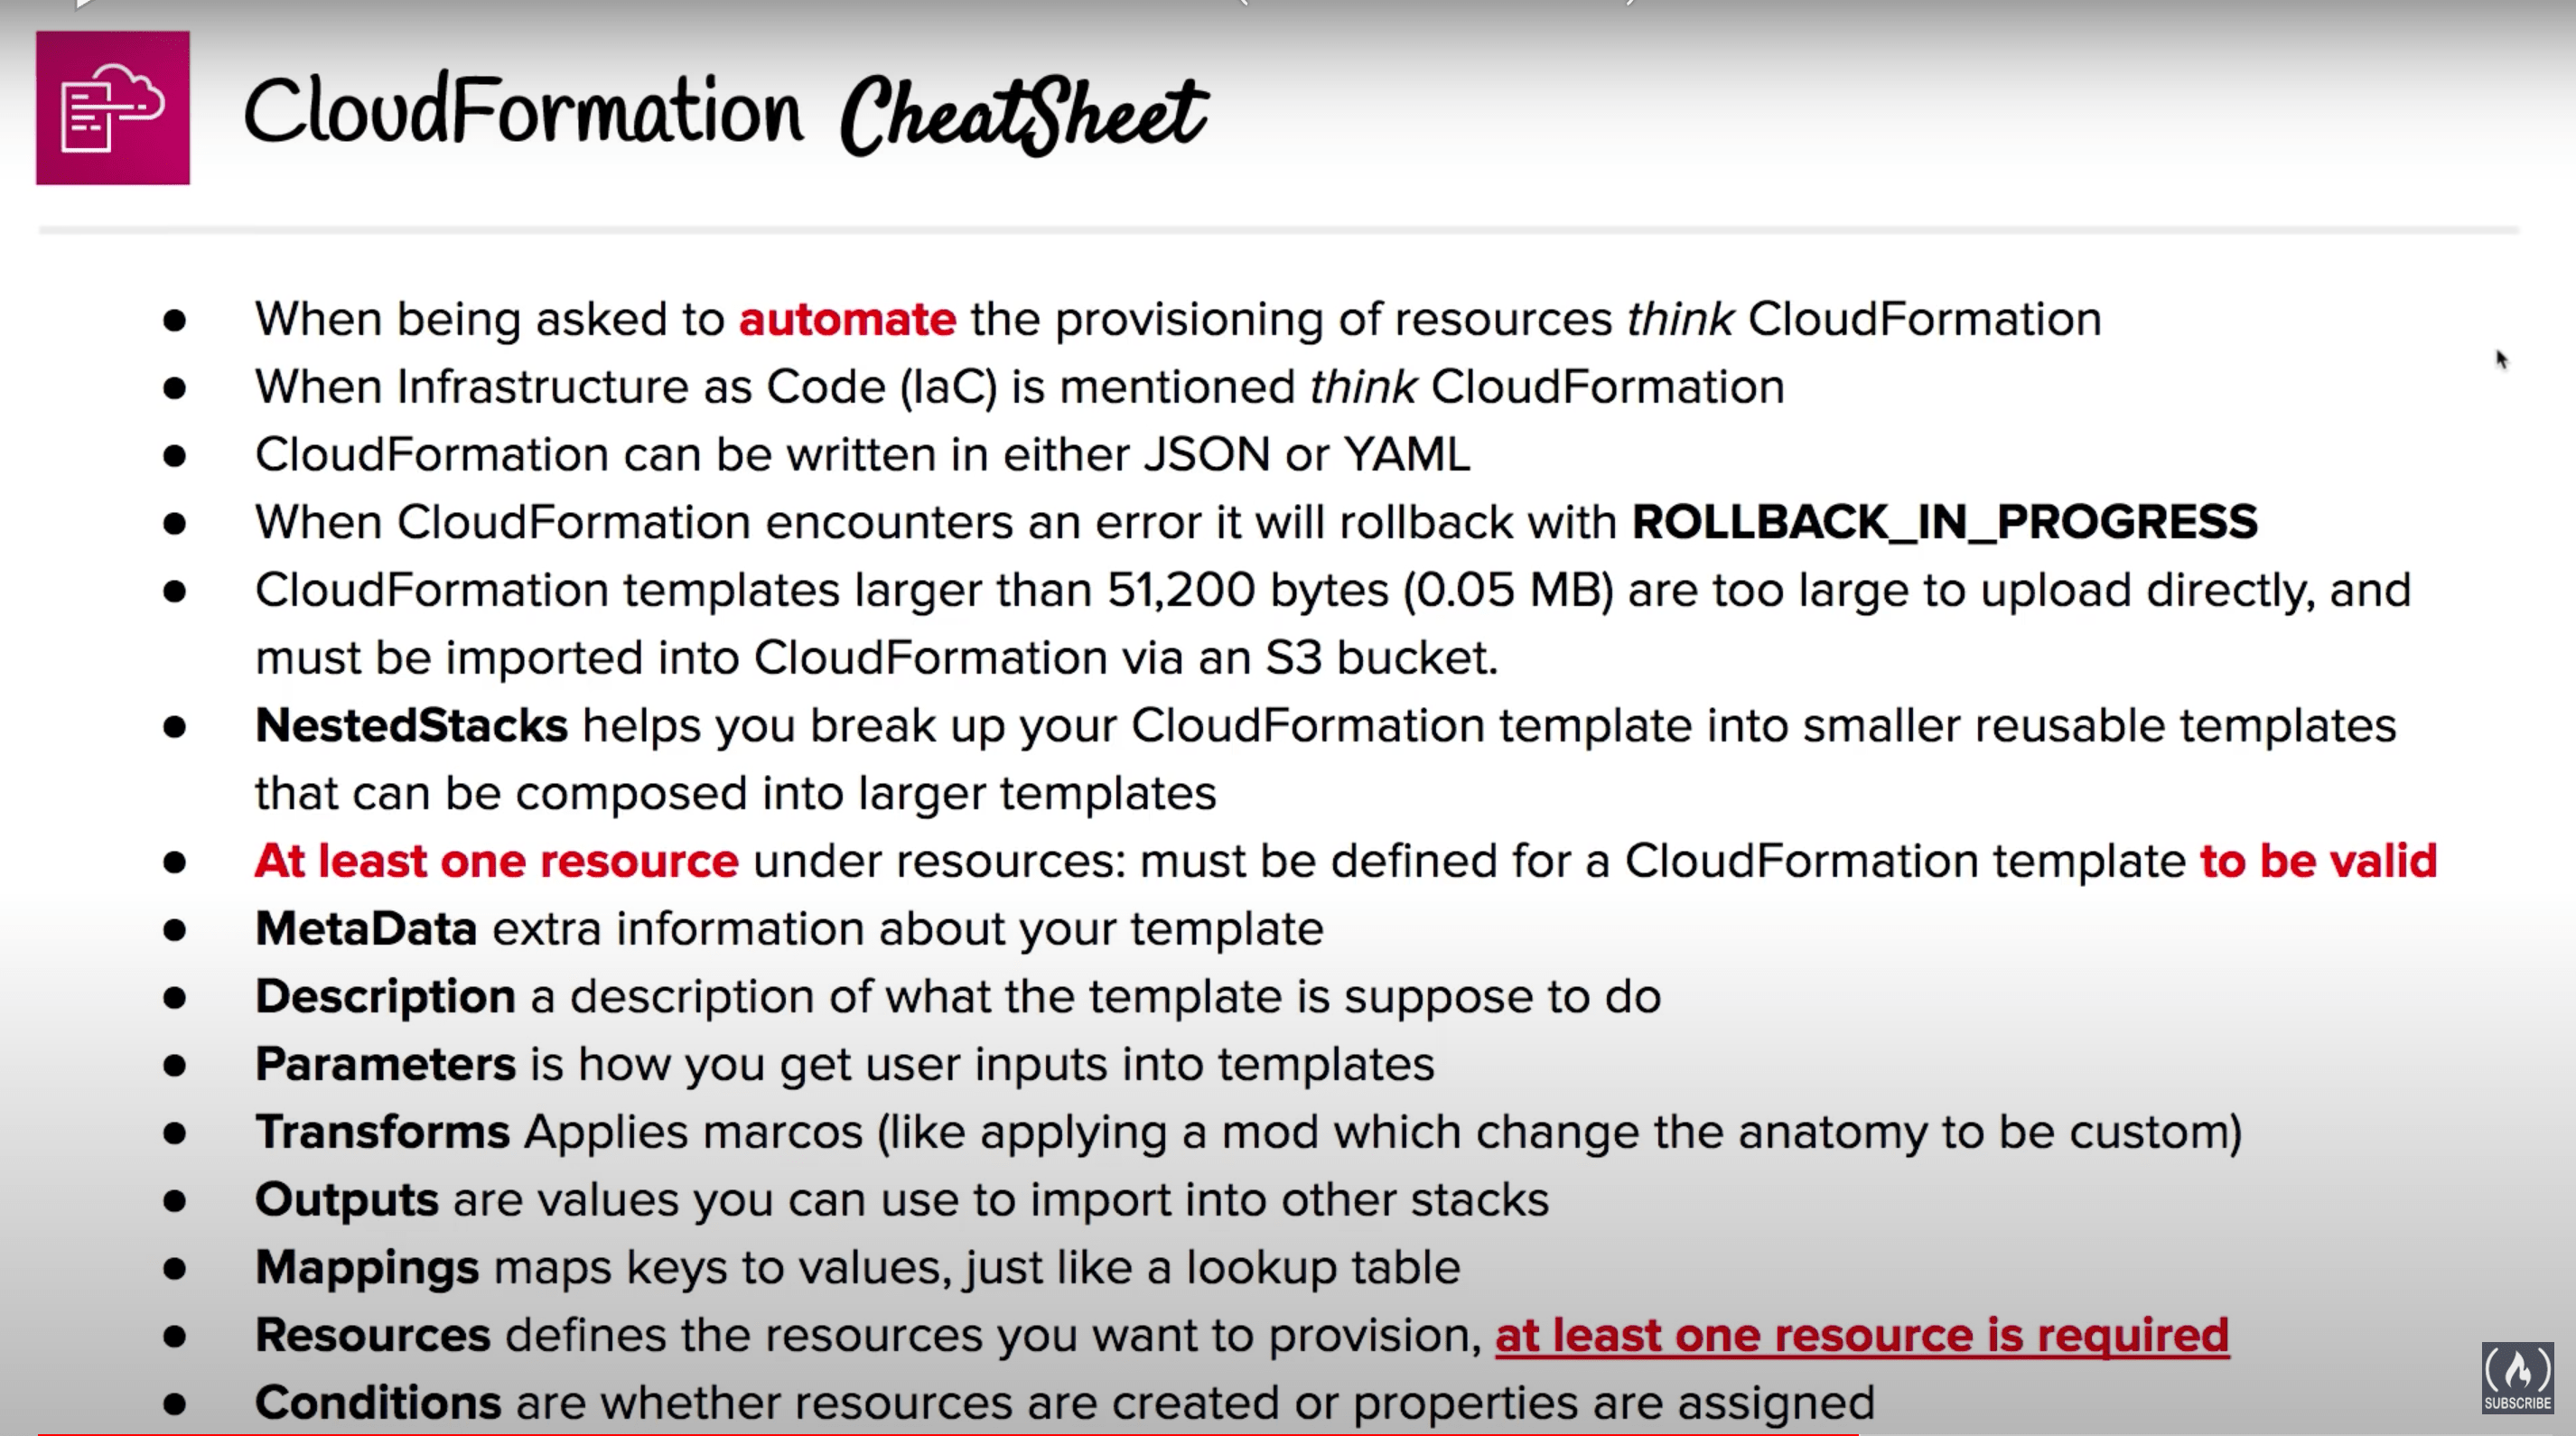 CloudFormation CheatSheet
● When being asked to automate the provisioning of resources think CloudFormation
● When Infrastructure as Code (IaC) is mentioned think CloudFormation
● CloudFormation can be written in either JSON or YAML
● When CloudFormation encounters an error it will rollback with ROLLBACK_IN_PROGRESS
● CloudFormation templates larger than 51,200 bytes (0.05 MB) are too large to upload directly, and
must be imported into CloudFormation via an S3 bucket.
● NestedStacks helps you break up your CloudFormation template into smaller reusable templates
that can be composed into larger templates
● At least one resource under resources: must be defined for a CloudFormation template to be valid
● MetaData extra information about your template
● Description a description of what the template is suppose to do
● Parameters is how you get user inputs into templates
● Transforms Applies marcos (like applying a mod which change the anatomy to be custom)
● Outputs are values you can use to import into other stacks
● Mappings maps keys to values, just like a lookup table
● Resources defines the resources you want to provision, at least one resource is required
● Conditions are whether resources are created or properties are assigned
SUBSCRIBE